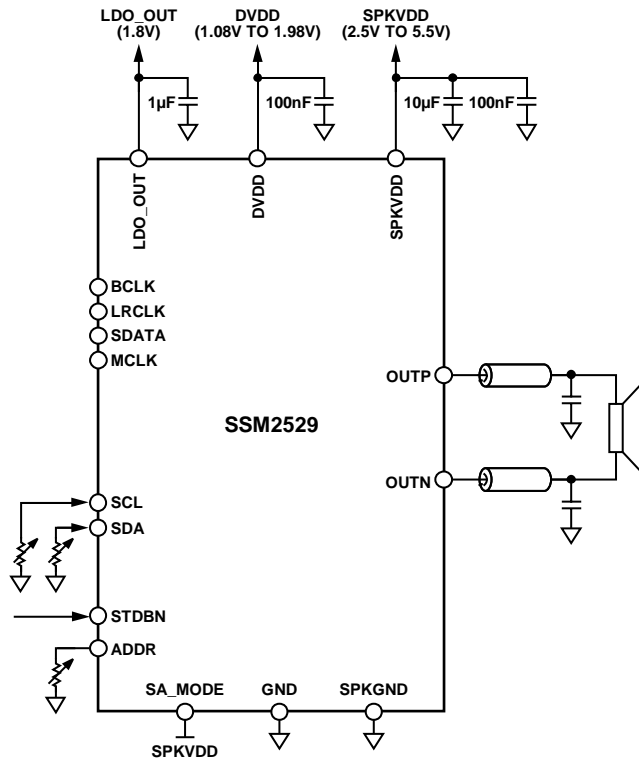 LDO_OUT
(1.8V)
DVDD
(1.08V TO 1.98V)
SPKVDD
(2.5V TO 5.5V)
1µF
100nF
10µF
100nF
LDO_OUT
DVDD
SPKVDD
BCLK
LRCLK
SDATA
MCLK
OUTP
SSM2529
OUTN
SCL
SDA
STDBN
ADDR
SA_MODE
GND
SPKGND
SPKVDD